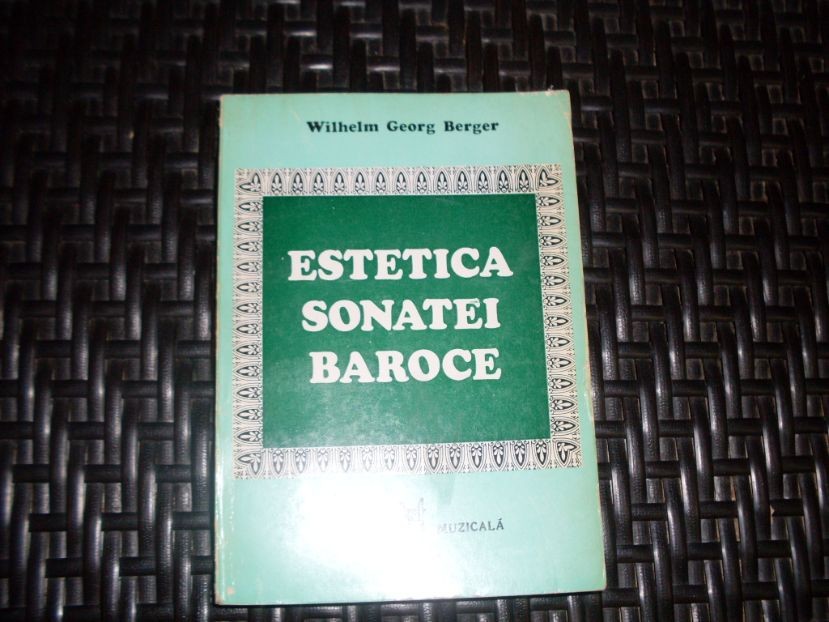 Wilhelm Georg Berger
ESTETICA
SONATEI
BAROCE
MUZICALĂ